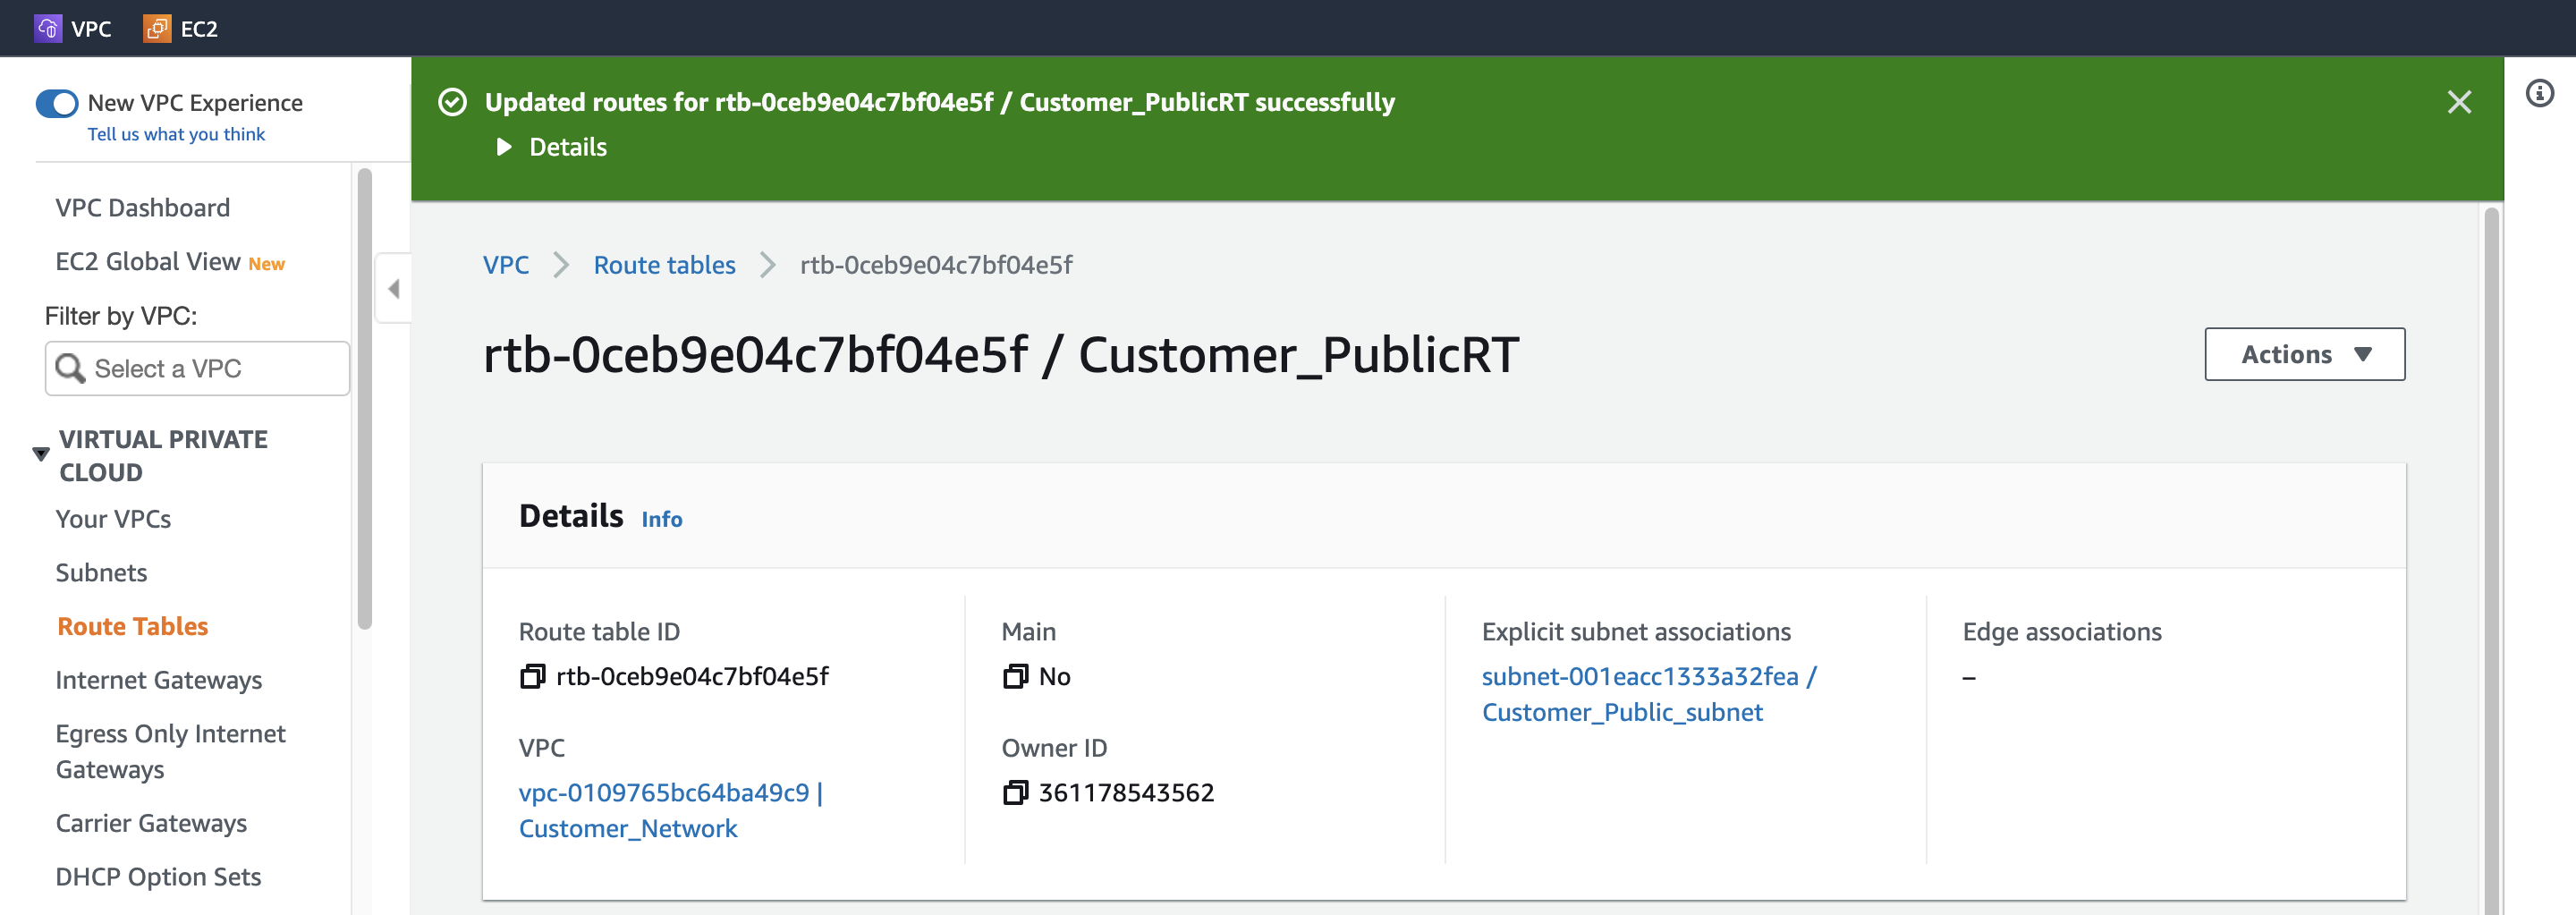 VPC EC2
New VPC Experience
Tell us what you think
VPC Dashboard
EC2 Global View New
Filter by VPC:
Select a VPC
VIRTUAL PRIVATE
CLOUD
Your VPCs
Subnets
Route Tables
Internet Gateways
Egress Only Internet
Gateways
Carrier Gateways
DHCP Option Sets
Updated routes for rtb-0ceb9e04c7bf04e5f / Customer_PublicRT successfully
Details
VPC Route tables rtb-0ceb9e04c7bf04e5f
rtb-0ceb9e04c7bf04e5f / Customer_PublicRT
Actions
Details Info
Route table ID
rtb-0ceb9e04c7bf04e5f
VPC
vpc-0109765bc64ba49c9 |
Customer_Network
Main
No
Owner ID
361178543562
Explicit subnet associations
subnet-001eacc1333a32fea /
Customer_Public_subnet
Edge associations
–